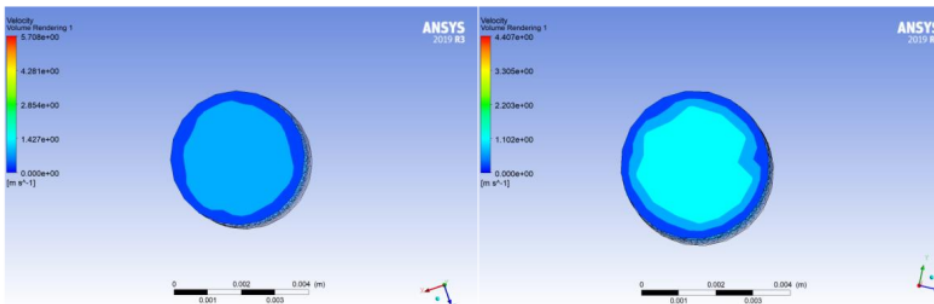 Velocity
Volume Rendering 1
5.708e+00
4.281e+00
2.854e+00
1.427e+00
0.000e+00
[m s^-1]
ANSYS
2019 R3
0
0.002
0.004
(m)
0.001
0.003
Velocity
Volume Rendering 1
4.407e+00
3.305e+00
2.203e+00
1.102e+00
0.000e+00
[m s^-1]
ANSYS
2019 R
0
0.002
0.004
(m)
0.001
0.003